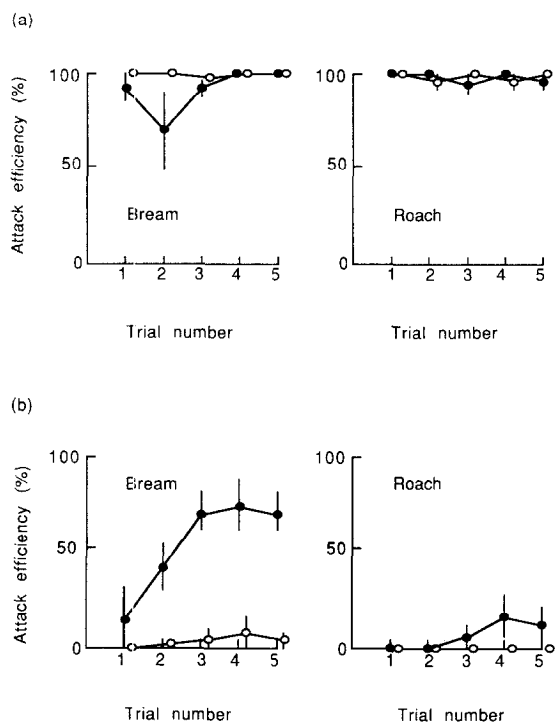 (a)
100
50
0
Attack efficiency (%)
Bream
1 2 3 4 5
Trial number
100
50
0
Roach
1 2 3 4 5
Trial number
(b)
100
50
0
Attack efficiency (%)
Bream
1 2 3 4 5
Trial number
100
50
0
Roach
1 2 3 4 5
Trial number